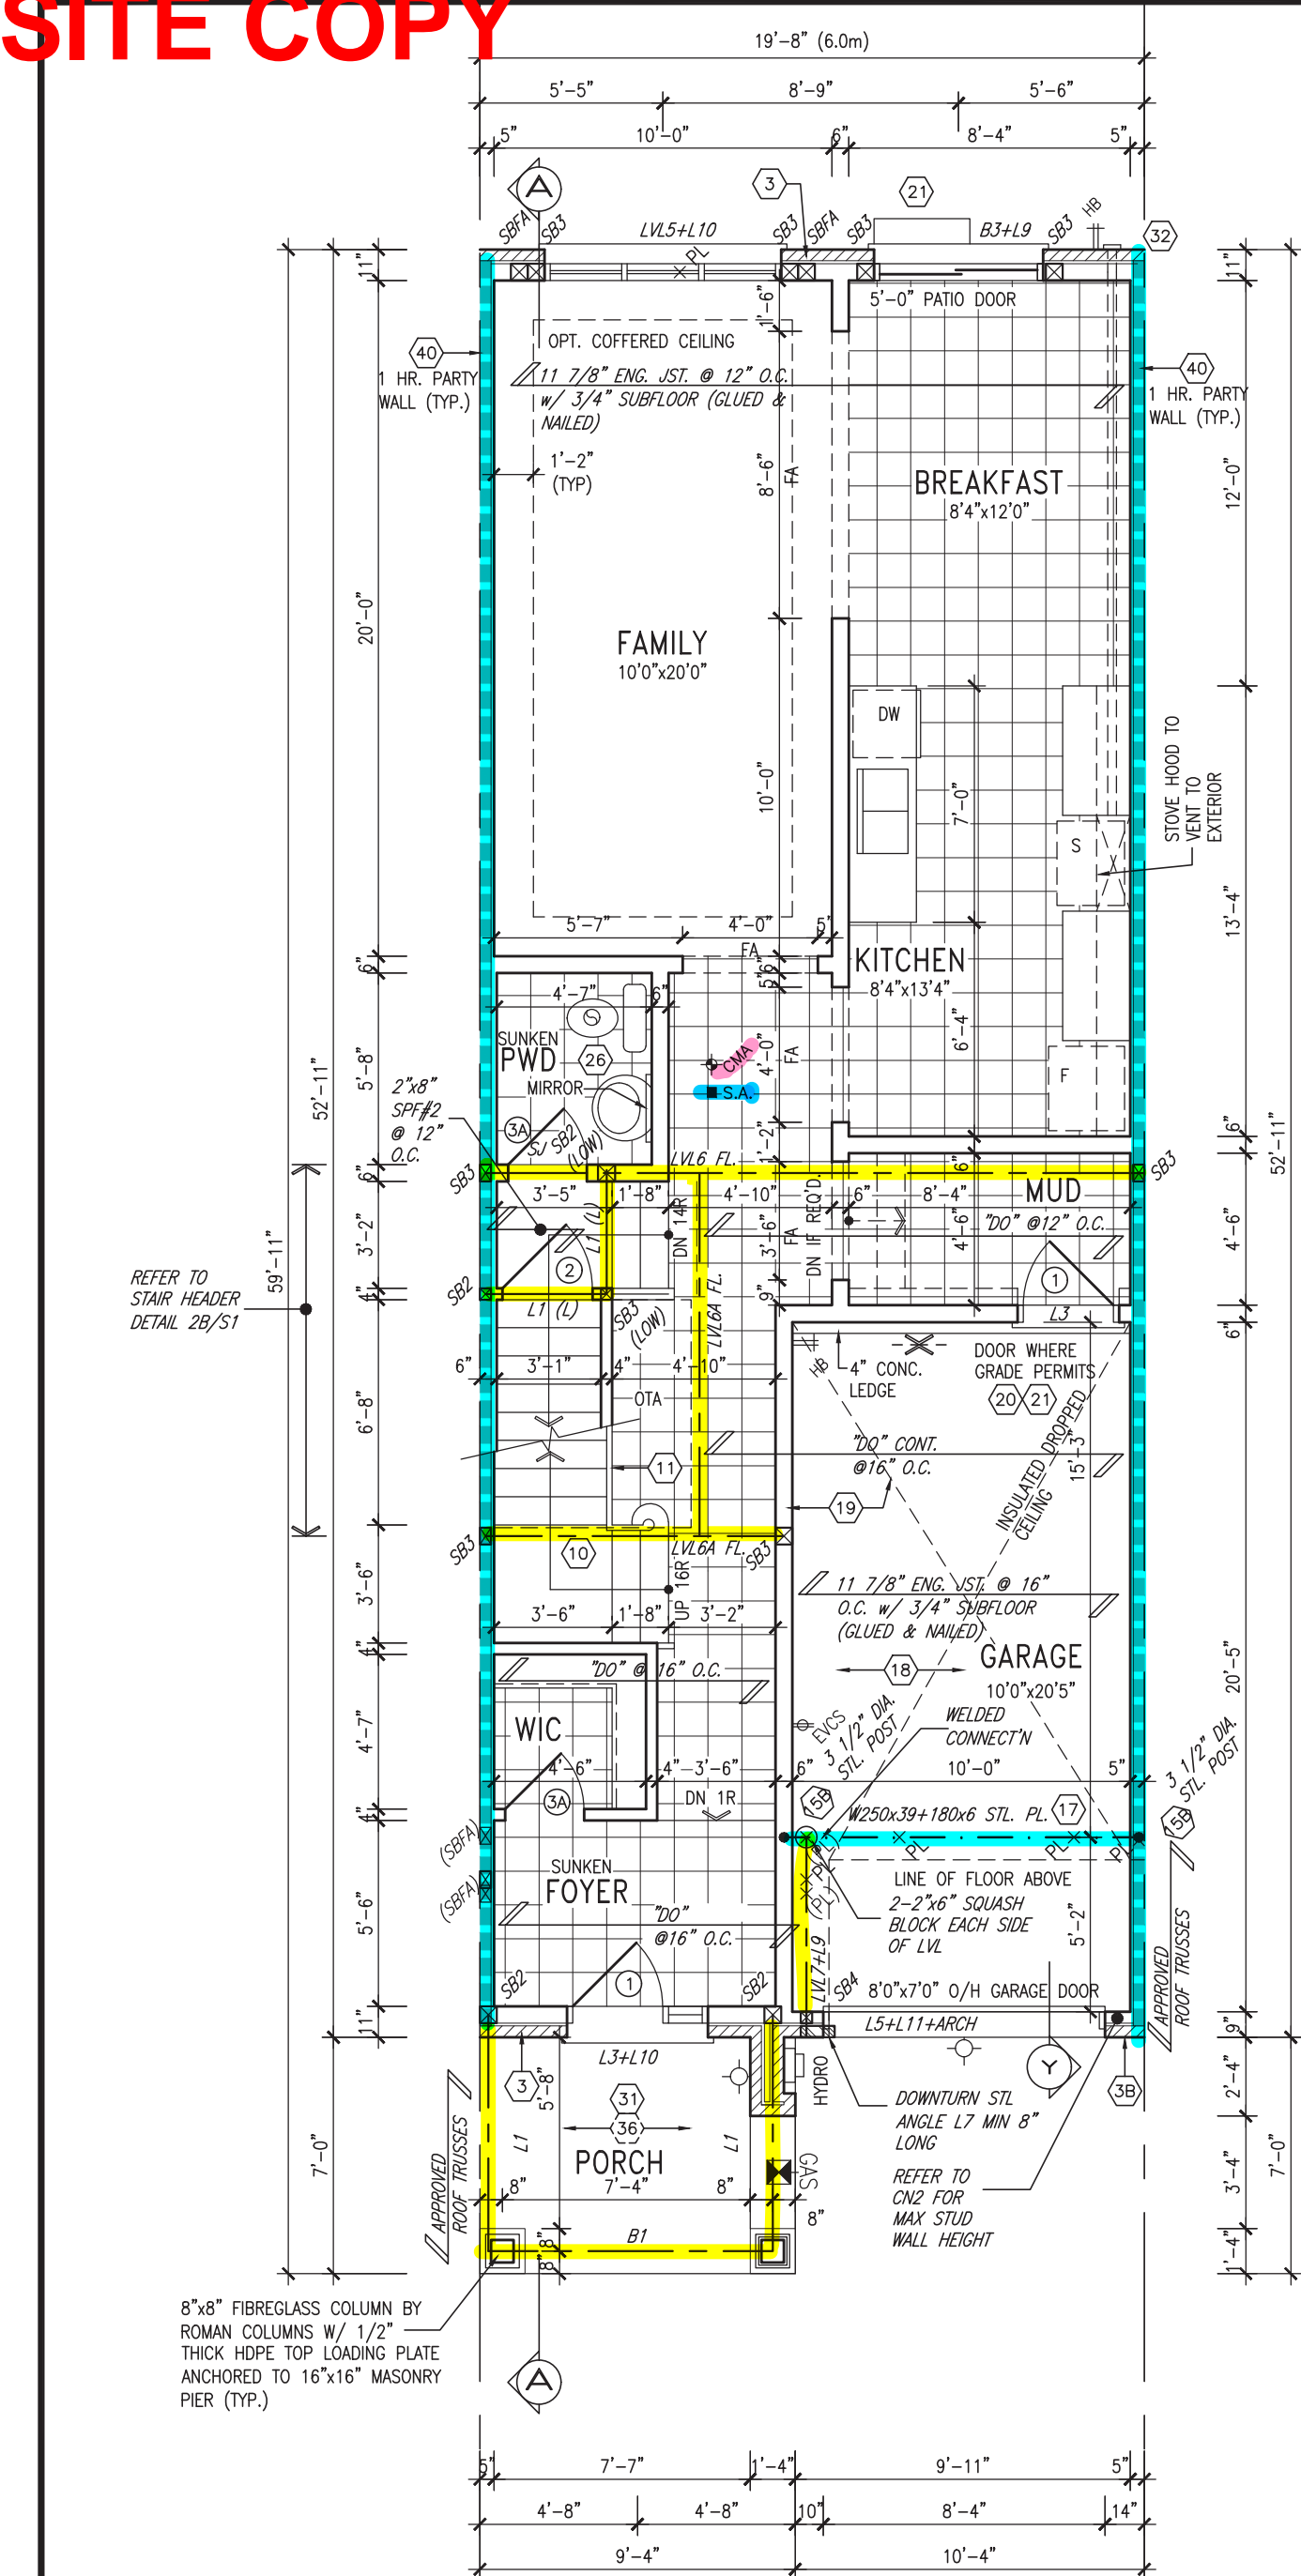 SITE COPY
19'-8" (6.0m)
5'-5"
8'-9"
5'-6"
5"
10'-0"
6"
8'-4"
5"
A
3
21
HB
32
SBFA
SB3
LVL5+L10
PL
SB3
SBFA
SB3
B3+L9
SB3
11"
11"
1'-6"
5'-0" PATIO DOOR
OPT. COFFERED CEILING
40
1 HR. PARTY
WALL (TYP.)
11 7/8" ENG. JST. @ 12" O.C.
w/ 3/4" SUBFLOOR (GLUED &
NAILED)
40
1 HR. PARTY
WALL (TYP.)
1'-2"
(TYP)
8'-6"
FA
BREAKFAST
8'4"x12'0"
12'-0"
20'-0"
FAMILY
10'0"x20'0"
DW
10'-0"
7'-0"
S
STOVE HOOD TO
VENT TO
EXTERIOR
13'-4"
5'-7"
4'-0"
5"
FA
6"
5"6"
KITCHEN
8'4"x13'4"
4'-7"
6"
SUNKEN
PWD
26
MIRROR
CMA
S.A.
4'-0"
FA
6'-4"
F
5'-8"
52'-11"
2"x8"
SPF#2
@ 12"
O.C.
3A
SJ SB2
(LOW)
1'-2"
6"
52'-11"
SB3
LVL6 FL.
SB3
6"
6"
3'-5"
1'-8"
4'-10"
6"
8'-4"
MUD
"DO" @12" O.C.
3'-2"
L1 (L)
DN 14R
3'-6"
FA
DN IF REQ'D.
4'-6"
4'-6"
59'-11"
2
1
REFER TO
STAIR HEADER
DETAIL 2B/S1
SB2
4"
L1 (L)
SB3
(LOW)
LVL6A FL.
9"
L3
6"
6"
3'-1"
4"
4'-10"
HB
4" CONC.
LEDGE
DOOR WHERE
GRADE PERMITS
20
21
OTA
6'-8"
"DO" CONT.
@16" O.C.
INSULATED DROPPED
CEILING
15'-3"
11
19
SB3
10
LVL6A FL.
SB3
UP 16R
3'-6"
11 7/8" ENG. JST. @ 16"
O.C. w/ 3/4" SUBFLOOR
(GLUED & NAILED)
3'-6"
1'-8"
3'-2"
4"
"DO" @ 16" O.C.
18
GARAGE
10'0"x20'5"
20'-5"
WIC
4'-7"
EVCS
3 1/2" DIA.
STL. POST
WELDED
CONNECT'N
3 1/2" DIA.
STL. POST
4'-6"
4"
3'-6"
6"
10'-0"
5"
3A
DN 1R
15B
W250x39+180x6 STL. PL.
17
15B
4"
(SBFA)
(PL)
PL
PL
PL
(SBFA)
PL
(PL)
SUNKEN
FOYER
LINE OF FLOOR ABOVE
2-2"x6" SQUASH
BLOCK EACH SIDE
OF LVL
5'-6"
"DO"
@16" O.C.
5'-2"
APPROVED
ROOF TRUSSES
SB2
1
SB2
LVL7+L9
SB4
8'0"x7'0" O/H GARAGE DOOR
11"
L5+L11+ARCH
9"
L3+L10
3
5'-8"
31
36
HYDRO
Y
3B
2'-4"
DOWNTURN STL
ANGLE L7 MIN 8"
LONG
APPROVED
ROOF TRUSSES
7'-0"
L1
PORCH
L1
GAS
REFER TO
CN2 FOR
MAX STUD
WALL HEIGHT
3'-4"
7'-0"
8"
7'-4"
8"
8"
B1
8"
8"
1'-4"
8"x8" FIBREGLASS COLUMN BY
ROMAN COLUMNS W/ 1/2"
THICK HDPE TOP LOADING PLATE
ANCHORED TO 16"x16" MASONRY
PIER (TYP.)
A
5"
7'-7"
1'-4"
9'-11"
5"
4'-8"
4'-8"
10"
8'-4"
14"
9'-4"
10'-4"